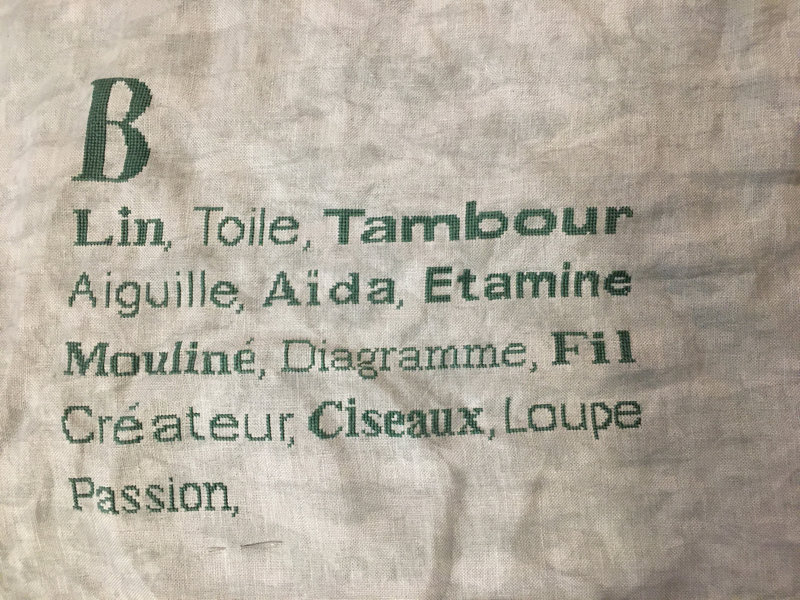 B
Lin, Toile, Tambour
Aiguille, Aïda, Etamine
Mouliné, Diagramme, Fil
Créateur, Ciseaux, Loupe
Passion,